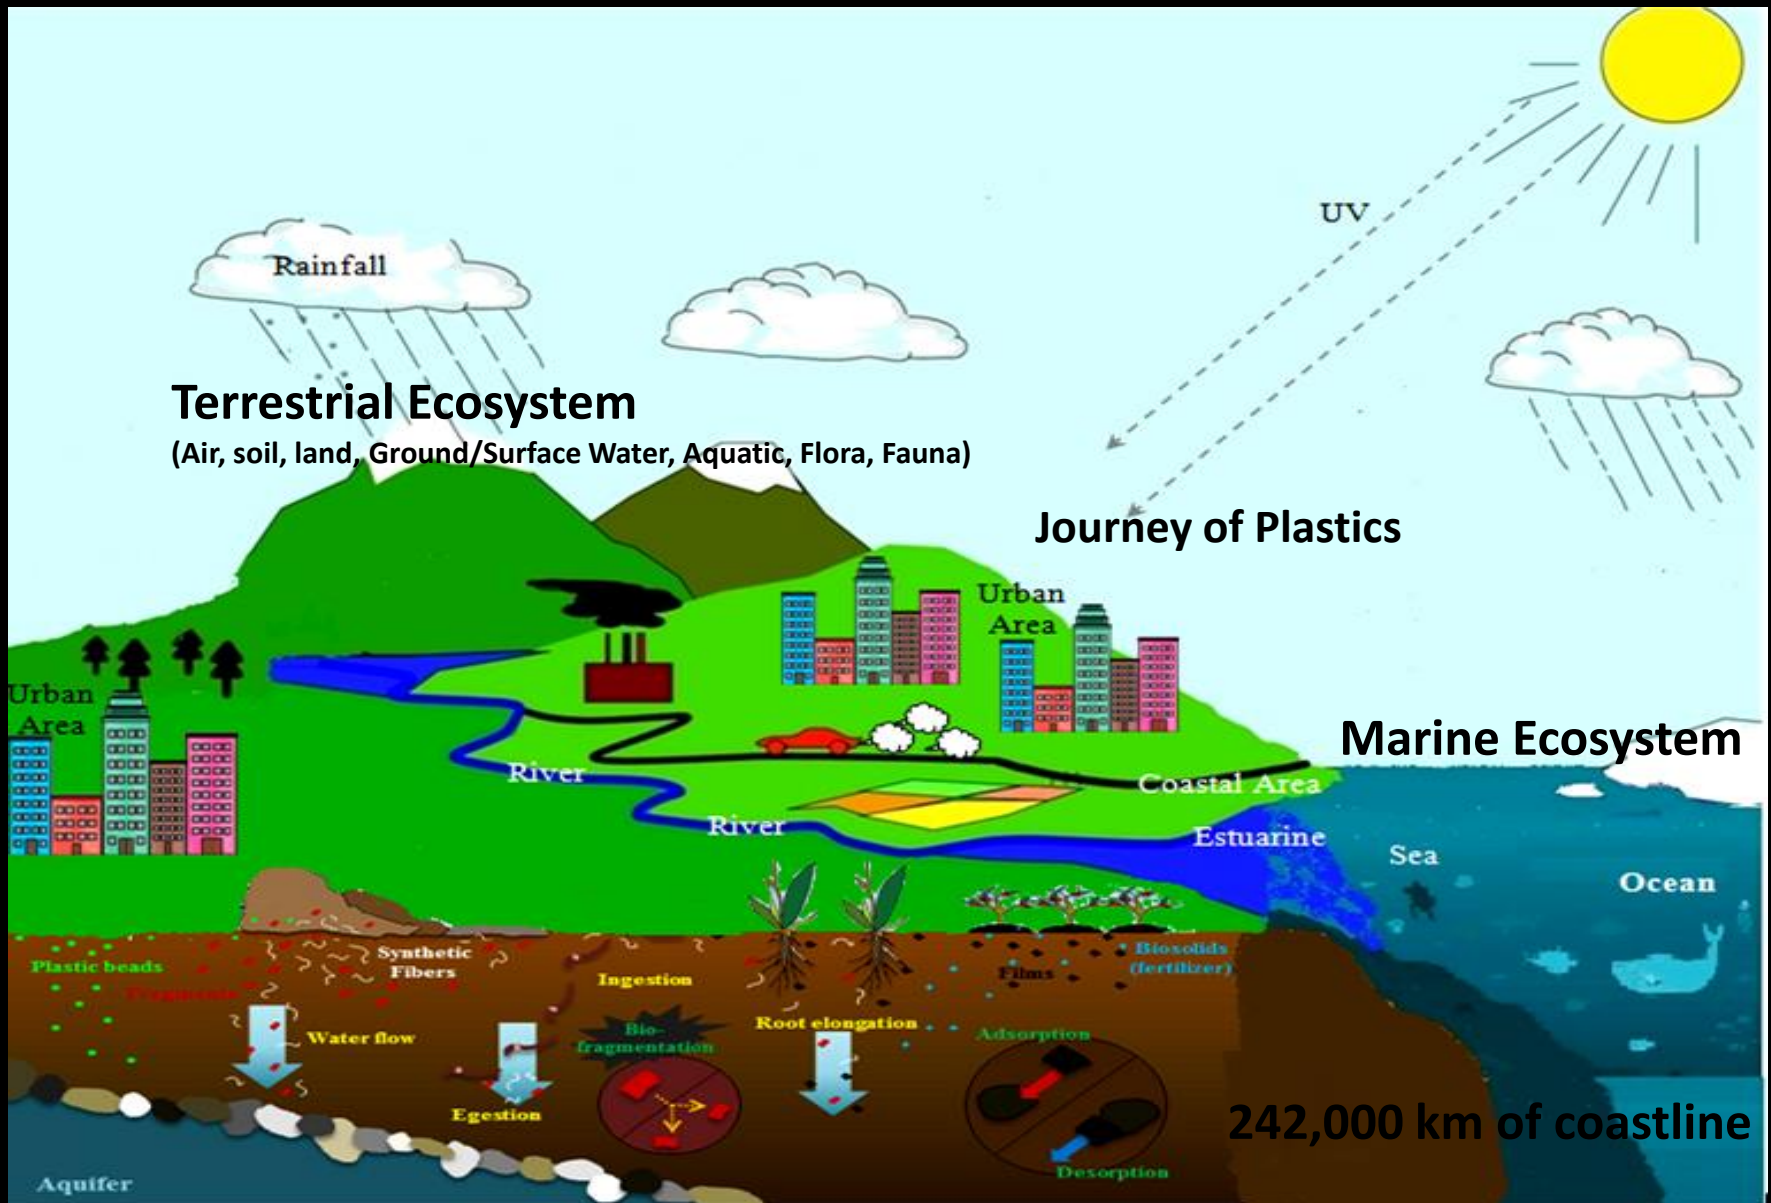 UV
Rainfall
Terrestrial Ecosystem
(Air, soil, land, Ground/Surface Water, Aquatic, Flora, Fauna)
Journey of Plastics
Urban
Area
Urban
Area
Marine Ecosystem
River
Coastal Area
River
Estuarine
Sea
Ocean
Synthetic
Fibers
Plastic beads
Fragments
Ingestion
Films
Biosolids
(fertilizer)
Water flow
Bio-
fragmentation
Root elongation
Adsorption
Egestion
242,000 km of coastline
Desorption
Aquifer